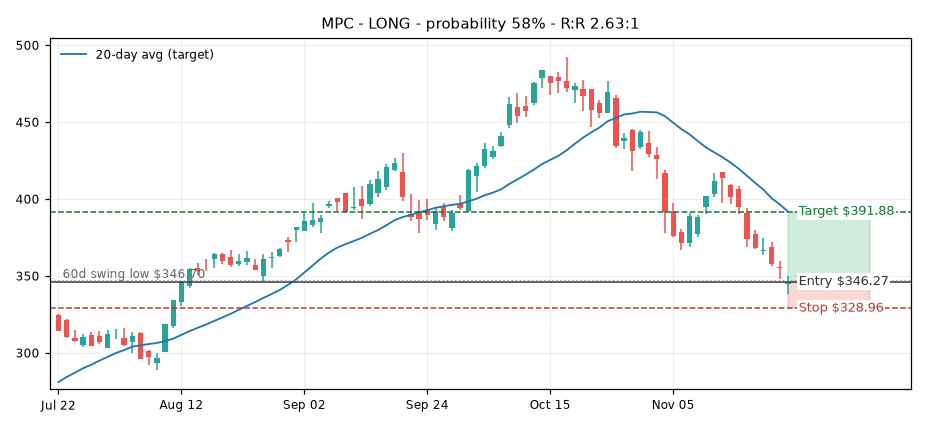 MPC - LONG - probability 58% - R:R 2.63:1
20-day avg (target)
500
450
400
350
300
Target $391.88
60d swing low $346.70
Entry $346.27
Stop $328.96
Jul 22
Aug 12
Sep 02
Sep 24
Oct 15
Nov 05